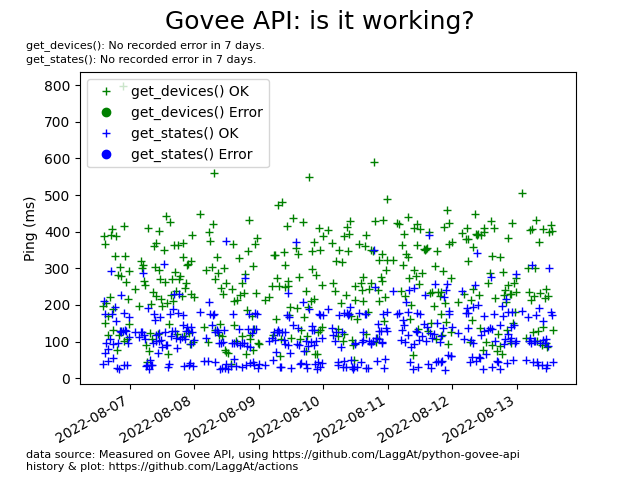 Govee API: is it working?
get_devices(): No recorded error in 7 days.
get_states(): No recorded error in 7 days.
get_devices() OK
get_devices() Error
get_states() OK
get_states() Error
Ping (ms)
800
700
600
500
400
300
200
100
0
2022-08-07
2022-08-08
2022-08-09
2022-08-10
2022-08-11
2022-08-12
2022-08-13
data source: Measured on Govee API, using https://github.com/LaggAt/python-govee-api
history & plot: https://github.com/LaggAt/actions